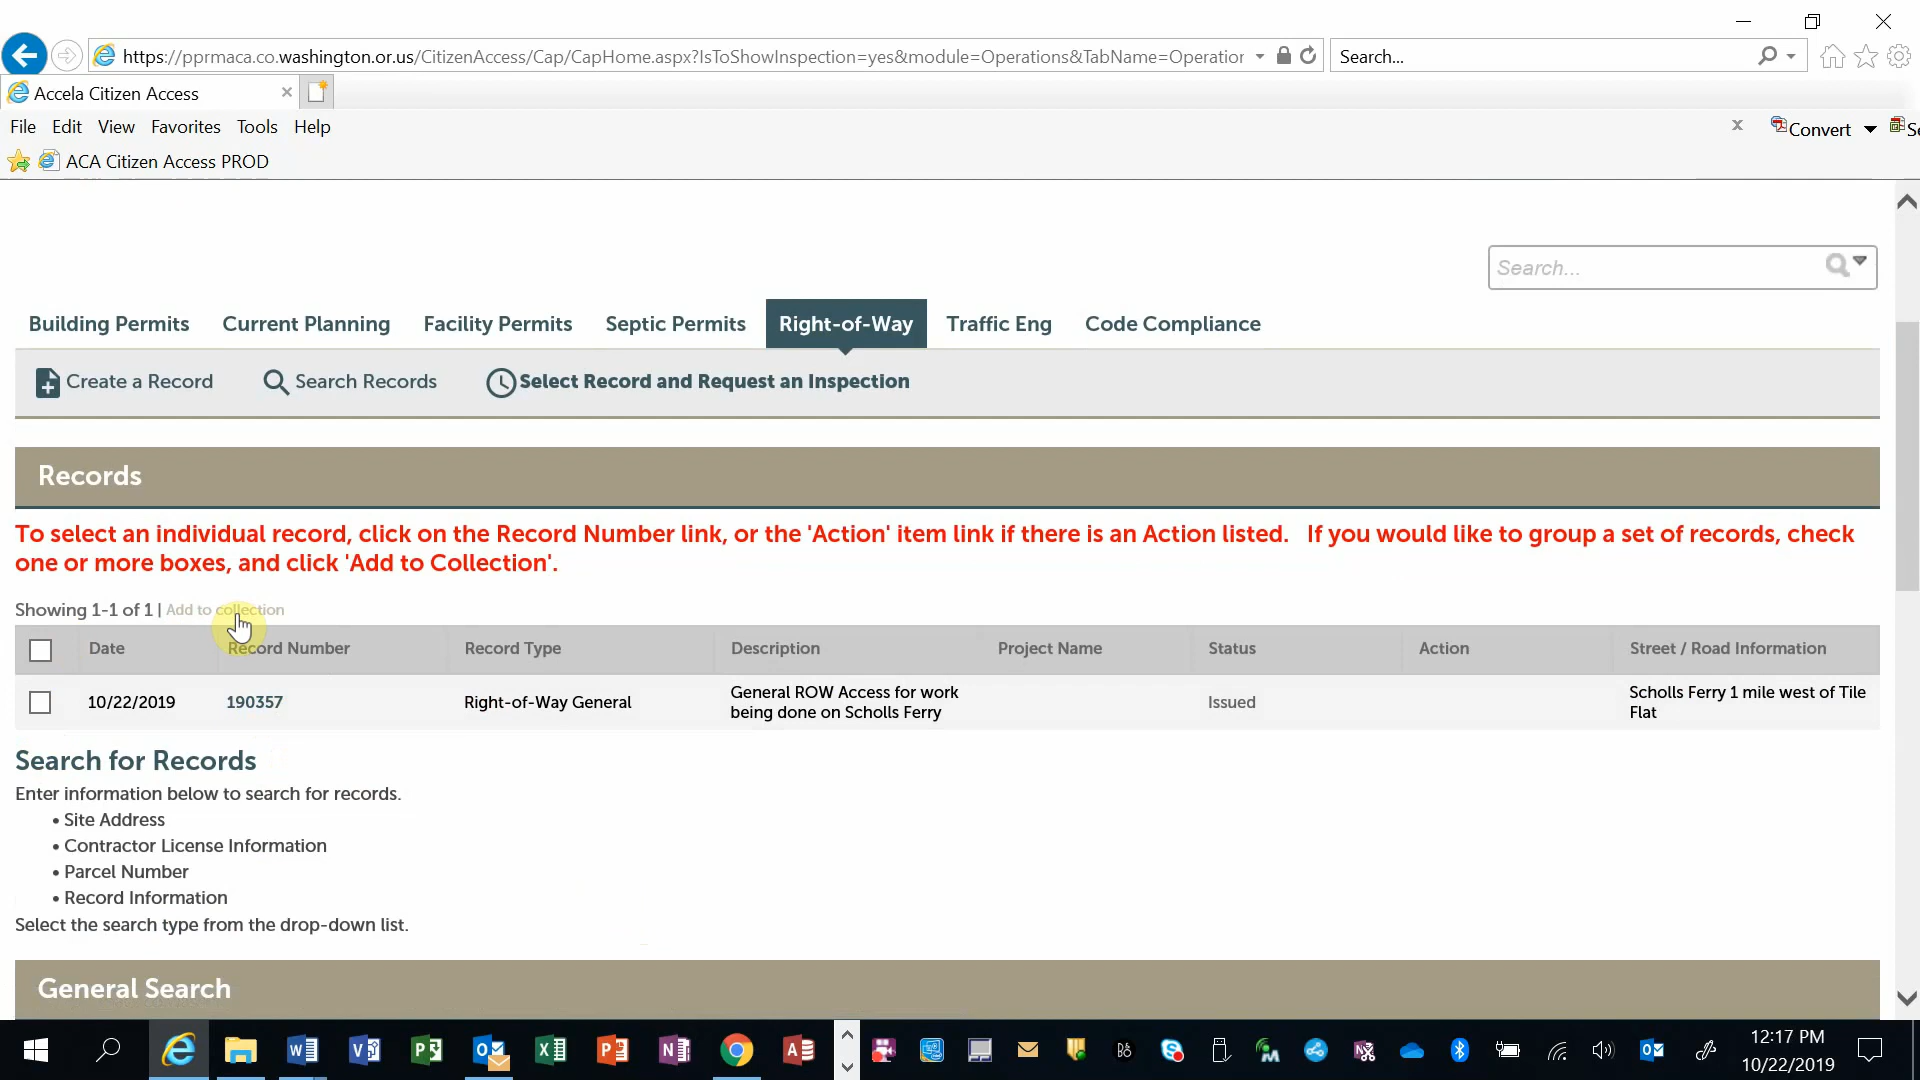 https://pprmaca.co.washington.or.us/CitizenAccess/Cap/CapHome.aspx?IsToShowInspection=yes&module=Operations&TabName=Operation
Search...
Accela Citizen Access
File Edit View Favorites Tools Help
x Convert
ACA Citizen Access PROD
Search...
Building Permits Current Planning Facility Permits Septic Permits Right-of-Way Traffic Eng Code Compliance
Create a Record Search Records Select Record and Request an Inspection
Records
To select an individual record, click on the Record Number link, or the 'Action' item link if there is an Action listed. If you would like to group a set of records, check
one or more boxes, and click 'Add to Collection'.
Showing 1-1 of 1 | Add to collection
Date Record Number Record Type Description Project Name Status Action Street / Road Information
10/22/2019 190357 Right-of-Way General General ROW Access for work Issued Scholls Ferry 1 mile west of Tile
being done on Scholls Ferry Flat
Search for Records
Enter information below to search for records.
• Site Address
• Contractor License Information
• Parcel Number
• Record Information
Select the search type from the drop-down list.
General Search
12:17 PM
10/22/2019